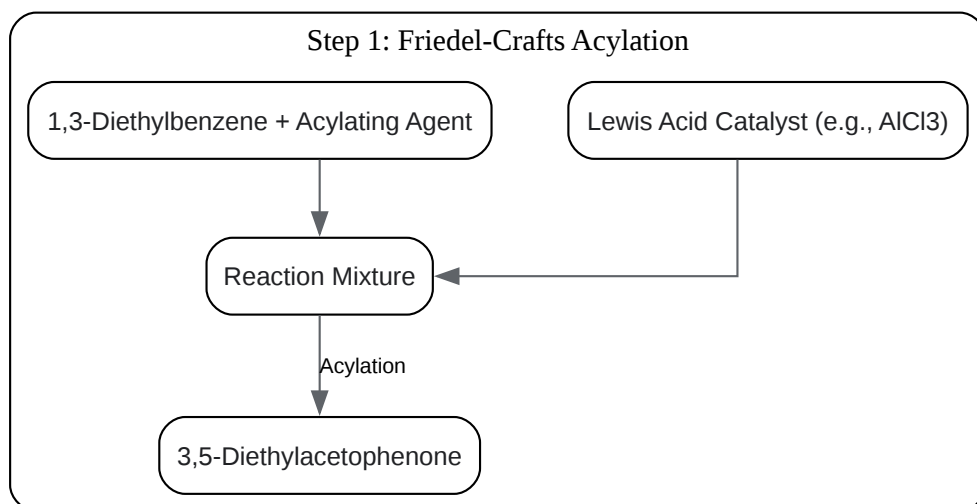 Step 1: Friedel-Crafts Acylation
1,3-Diethylbenzene + Acylating Agent
Lewis Acid Catalyst (e.g., AlCl3)
Reaction Mixture
Acylation
3,5-Diethylacetophenone